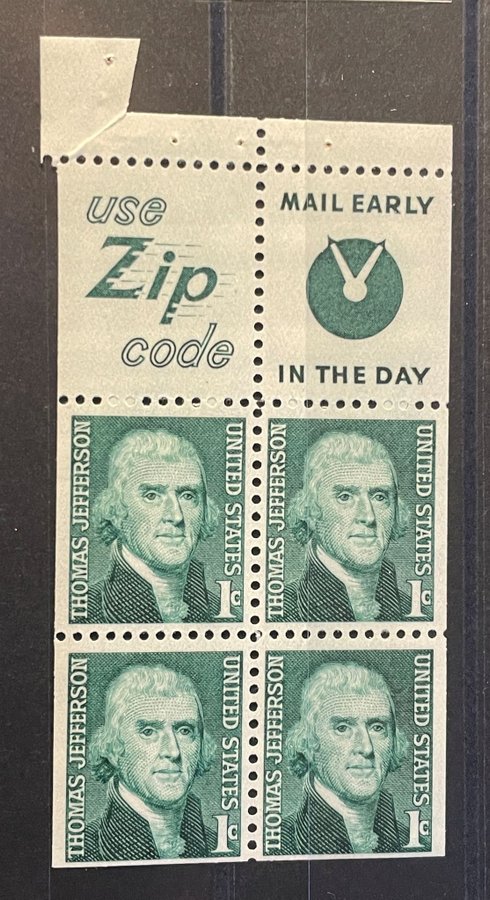 use
Zip
code
MAIL EARLY
IN THE DAY
THOMAS JEFFERSON
UNITED STATES
1c
THOMAS JEFFERSON
UNITED STATES
1c
THOMAS JEFFERSON
UNITED STATES
1c
THOMAS JEFFERSON
UNITED STATES
1c